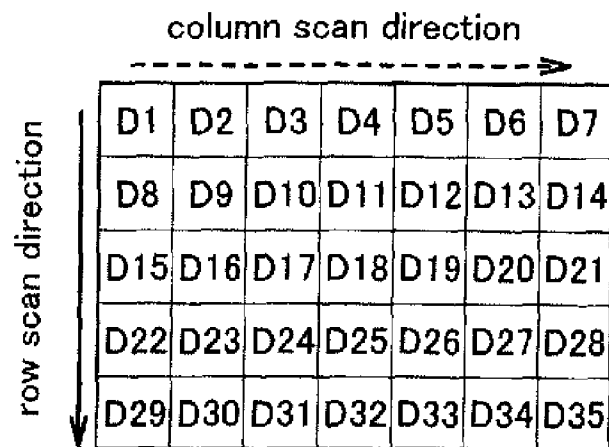 column scan direction
row scan direction
D1 D2 D3 D4 D5 D6 D7
D8 D9 D10 D11 D12 D13 D14
D15 D16 D17 D18 D19 D20 D21
D22 D23 D24 D25 D26 D27 D28
D29 D30 D31 D32 D33 D34 D35